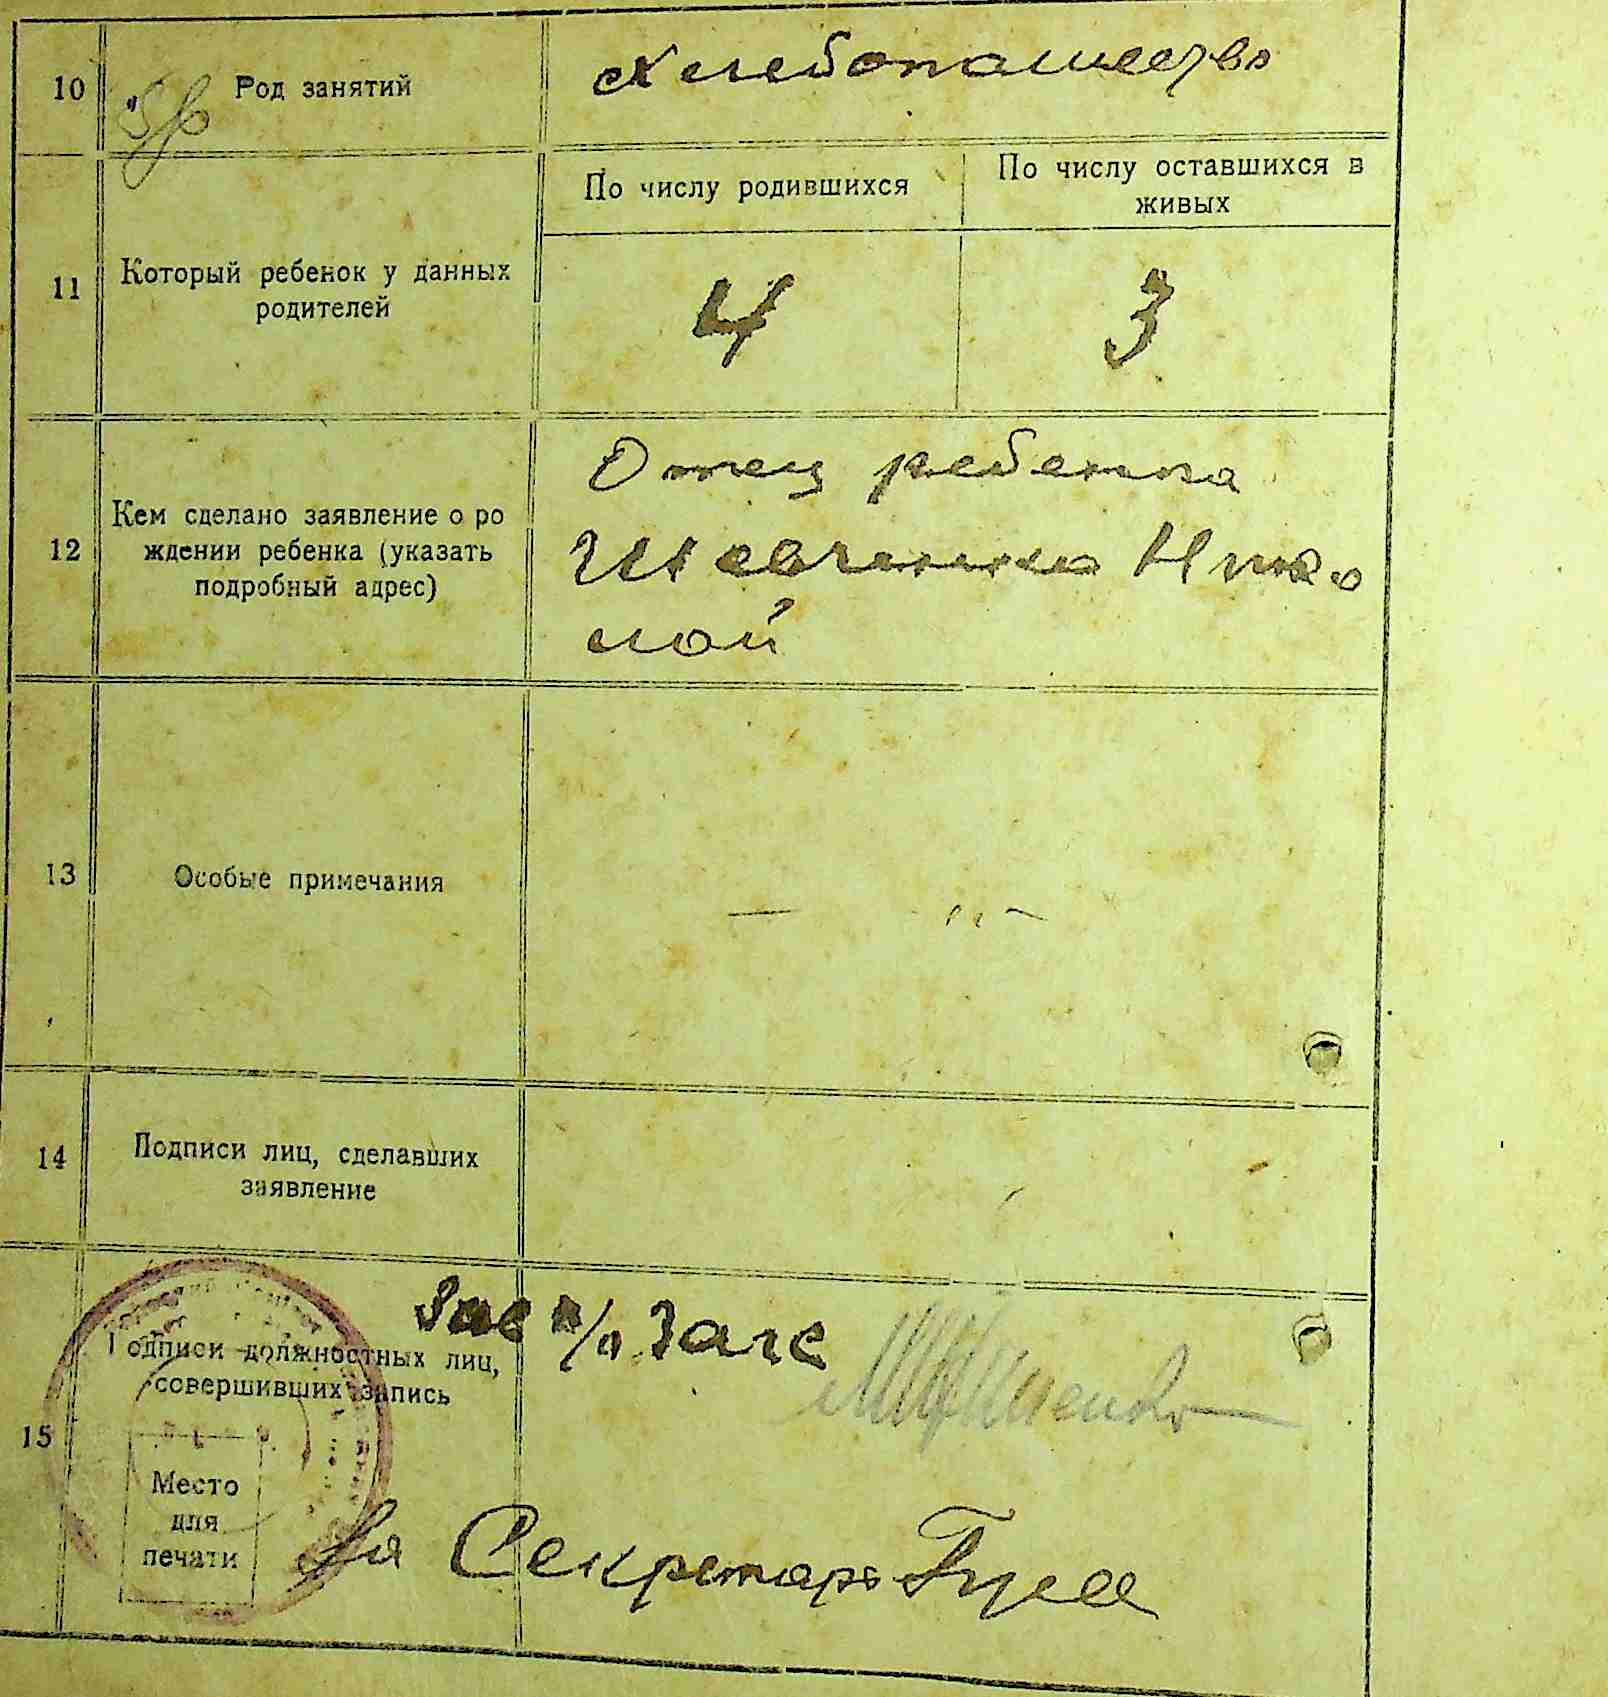 10 Род занятий Хлебопашество
11 Который ребенок у данных
родителей
По числу родившихся
По числу оставшихся в
живых
4 3
12 Кем сделано заявление о ро
ждении ребенка (указать
подробный адрес)
Отец ребенка
Шевченко Нико
лой
13 Особые примечания
14 Подписи лиц, сделавших
заявление
15 Подписи должностных лиц,
совершивших запись
Зав п/о Загс
Место
для
печати
Секретарь